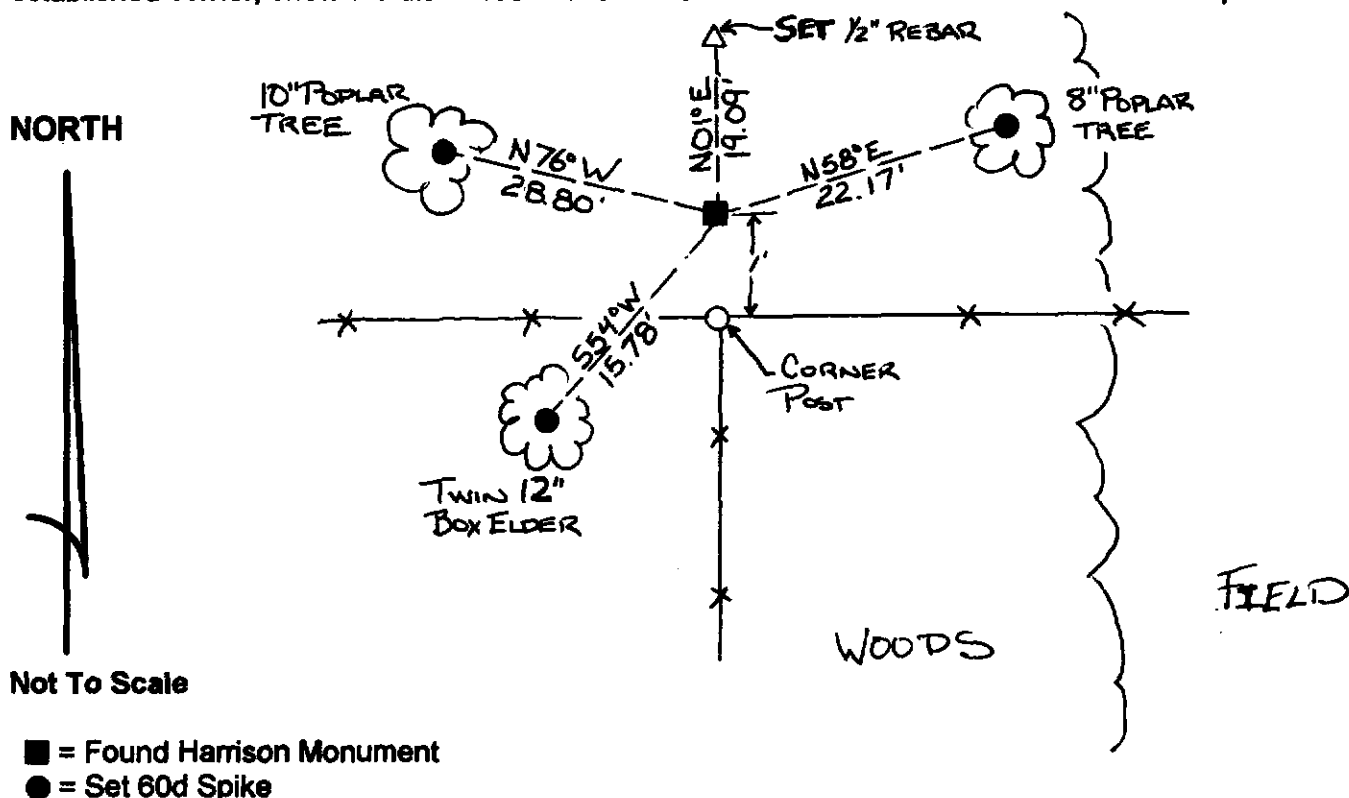 SET 1/2" REBAR
10" POPLAR
TREE
8" POPLAR
TREE
NORTH
N01°E
19.09'
N76°W
28.80'
N58°E
22.17'
1'
S54°W
15.78'
CORNER
POST
TWIN 12"
BOX ELDER
FIELD
WOODS
Not To Scale
■ = Found Harrison Monument
● = Set 60d Spike